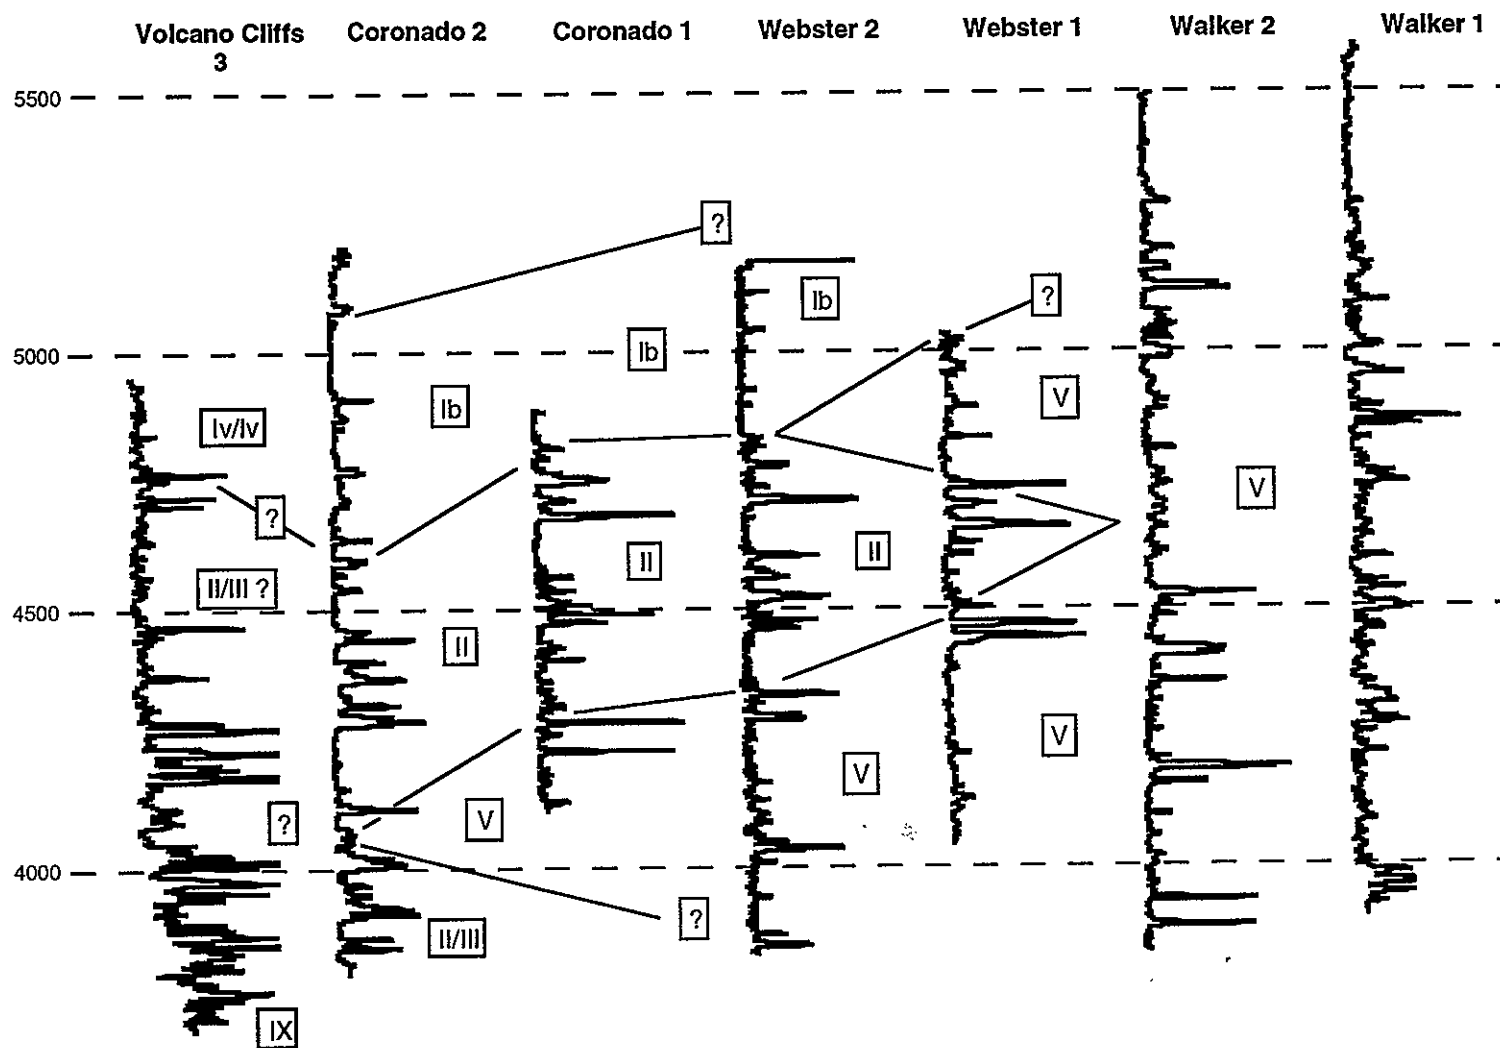 Volcano Cliffs
3
Coronado 2
Coronado 1
Webster 2
Webster 1
Walker 2
Walker 1
5500
?
Ib
?
5000
Ib
Ib
V
Iv/Iv
V
?
II
II
II/III ?
4500
II
V
V
?
V
4000
?
II/III
IX